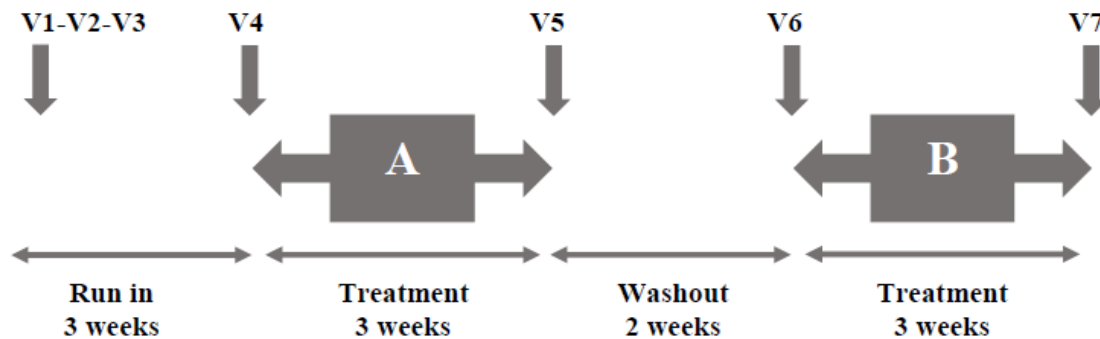 V1-V2-V3 V4 V5 V6 V7
A B
Run in Treatment Washout Treatment
3 weeks 3 weeks 2 weeks 3 weeks